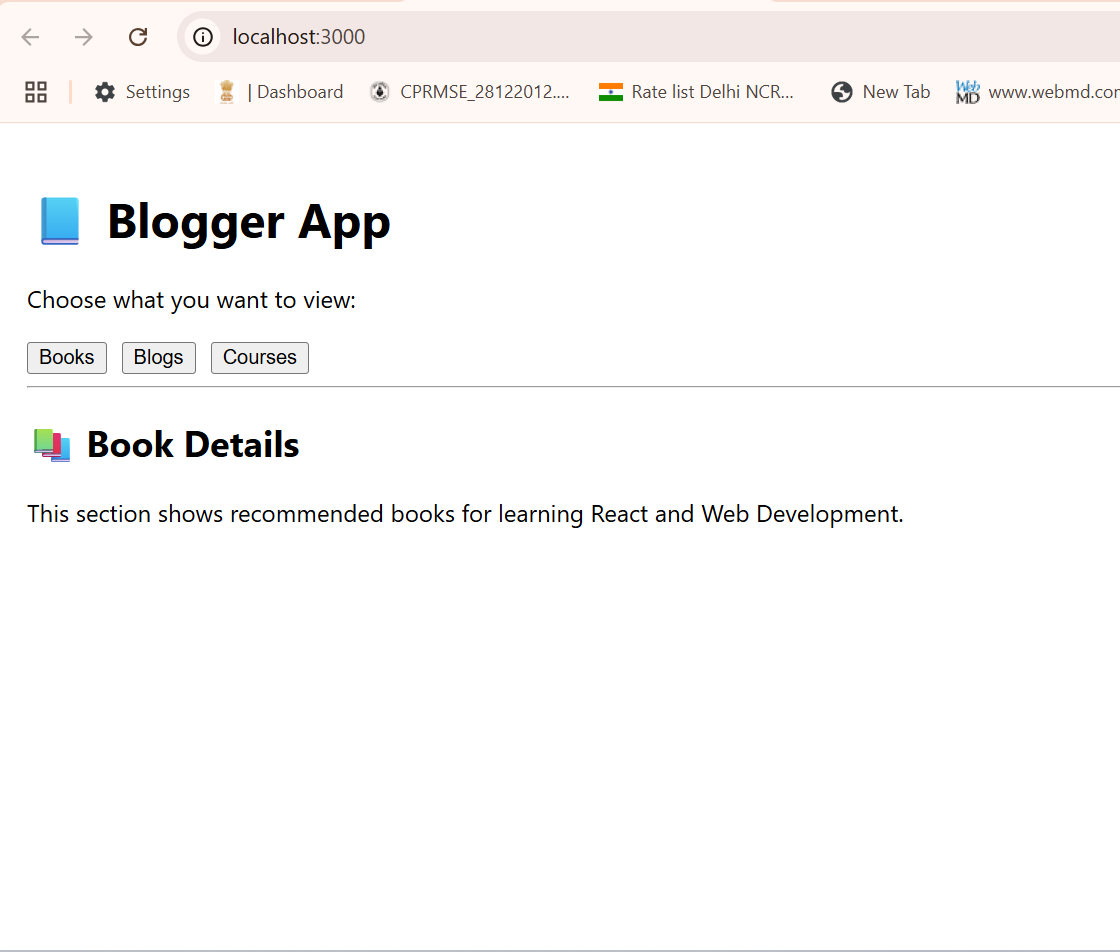 localhost:3000
Settings | Dashboard CPRMSE_28122012.... Rate list Delhi NCR... New Tab Web MD www.webmd.com
📘 Blogger App
Choose what you want to view:
Books Blogs Courses
📚 Book Details
This section shows recommended books for learning React and Web Development.